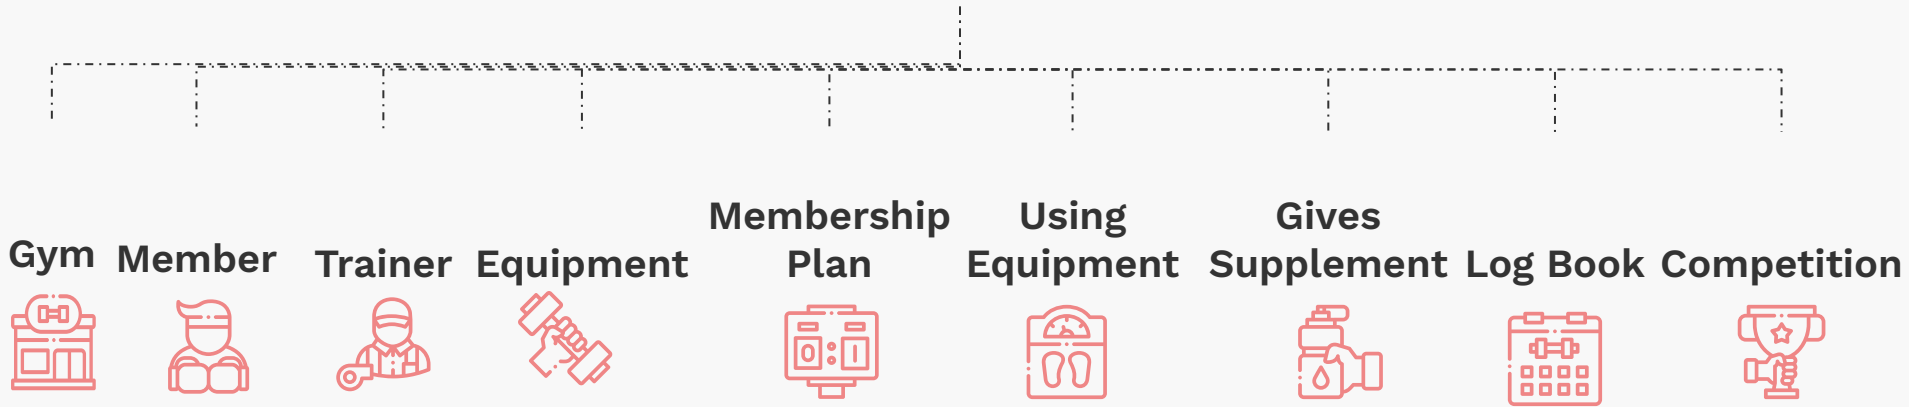 Gym
Member
Trainer
Equipment
Membership
Plan
Using
Equipment
Gives
Supplement
Log Book
Competition